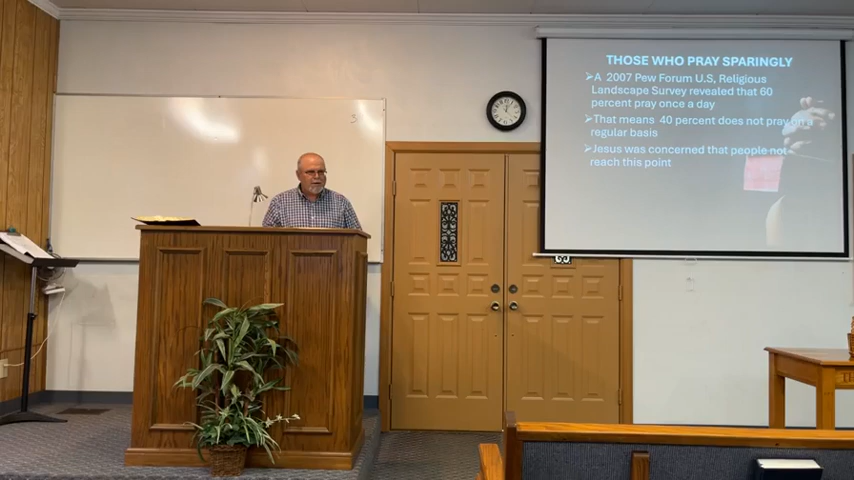 THOSE WHO PRAY SPARINGLY
➢A 2007 Pew Forum U.S, Religious
Landscape Survey revealed that 60
percent pray once a day
➢That means 40 percent does not pray on a
regular basis
➢Jesus was concerned that people not
reach this point